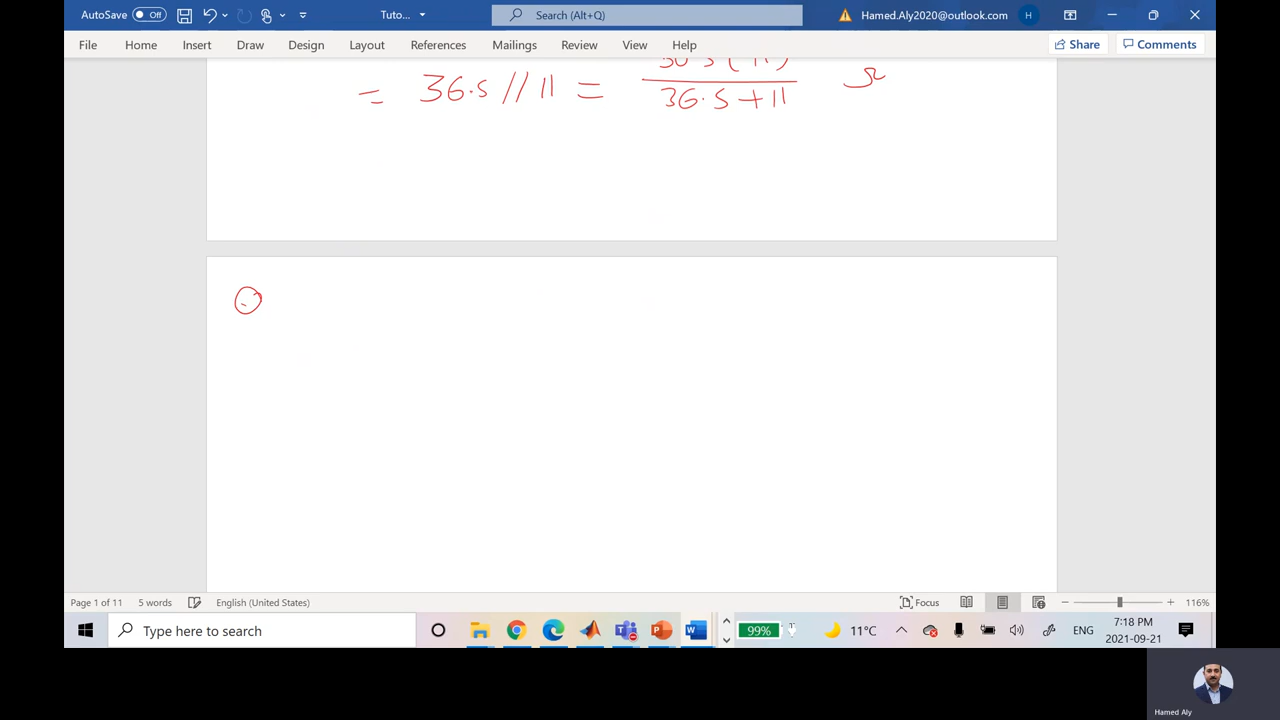 AutoSave Off Tuto... Search (Alt+Q) Hamed.Aly2020@outlook.com H
File Home Insert Draw Design Layout References Mailings Review View Help Share Comments
= 36.5 // 11 = 36.5 + 11 Ω
Page 1 of 11 5 words English (United States) Focus 116%
Type here to search 99% 11°C ENG 7:18 PM
2021-09-21
Hamed Aly